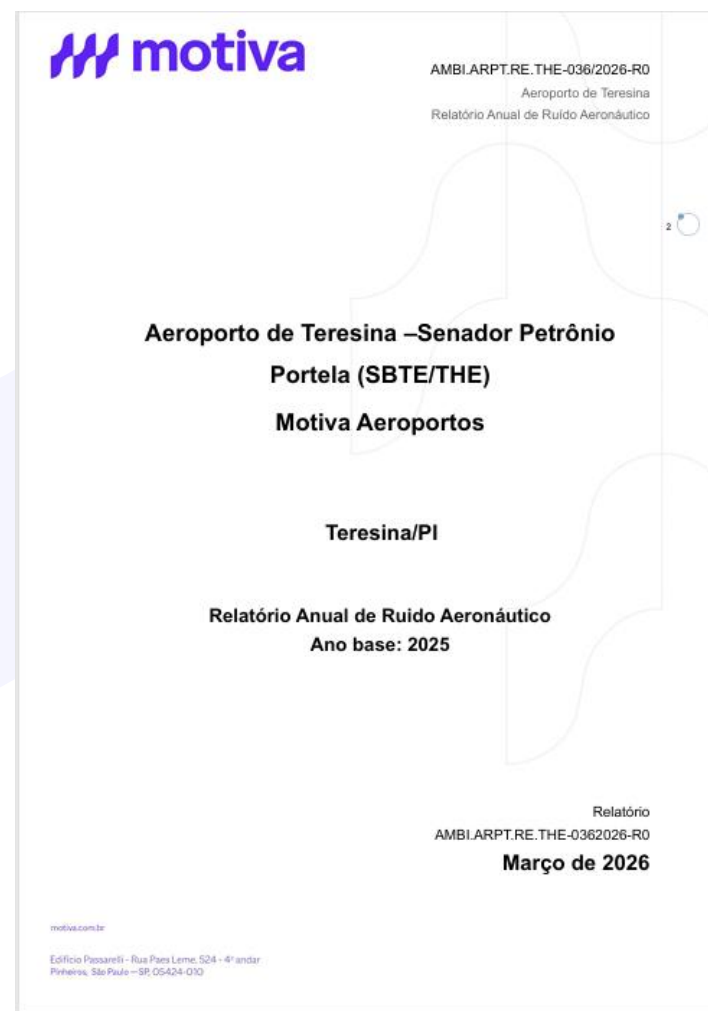 motiva
AMBI.ARPT.RE.THE-036/2026-R0
Aeroporto de Teresina
Relatório Anual de Ruído Aeronáutico
2
Aeroporto de Teresina –Senador Petrônio
Portela (SBTE/THE)
Motiva Aeroportos
Teresina/PI
Relatório Anual de Ruido Aeronáutico
Ano base: 2025
Relatório
AMBI.ARPT.RE.THE-0362026-R0
Março de 2026
motiva.com.br
Edifício Passarelli - Rua Paes Leme, 524 - 4º andar
Pinheiros, São Paulo – SP, 05424-010